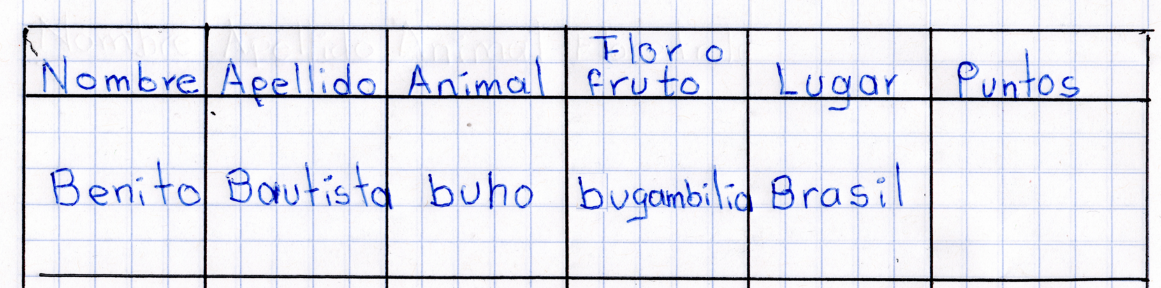 Nombre Apellido Animal Flor o fruto Lugar Puntos
Benito Bautista buho bugambilia Brasil